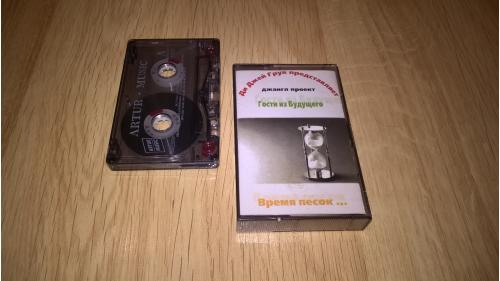 ARTUR - MUSIC
Ди Джей Грув представляет
джангл проект
Гости из Будущего
Время песок ...